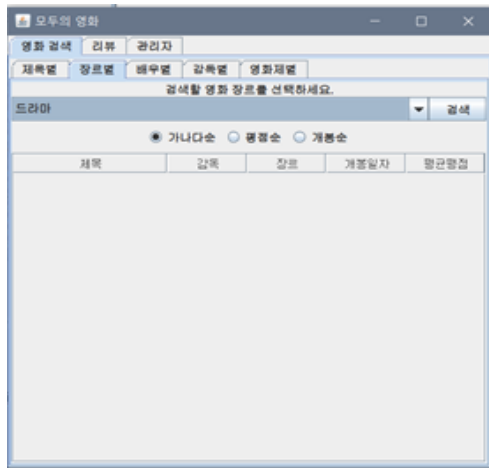 모두의 영화
영화 검색 리뷰 관리자
제목별 장르별 배우별 감독별 영화제별
검색할 영화 장르를 선택하세요.
드라마 검색
가나다순 평점순 개봉순
제목 감독 장르 개봉일자 평균평점